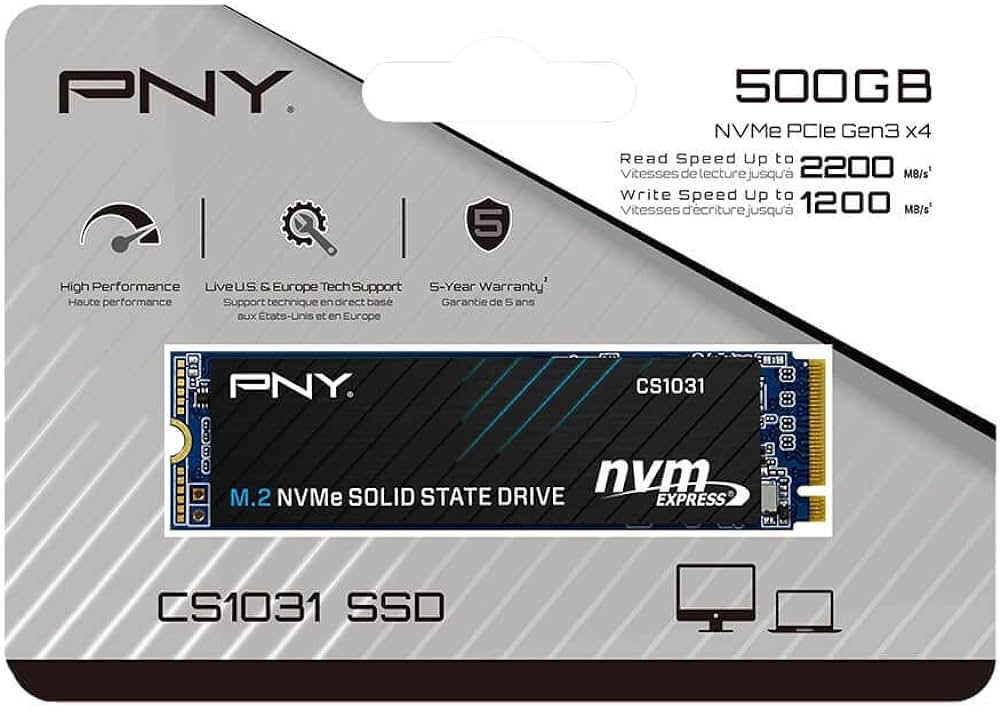 PNY®
500GB
NVMe PCIe Gen3 x4
Read Speed Up to 2200 MB/s¹
Vitesses de lecture jusqu'à
Write Speed Up to 1200 MB/s¹
Vitesses d'écriture jusqu'à
High Performance
Haute performance
Live U.S. & Europe Tech Support
Support technique en direct basé
aux États-Unis et en Europe
5
5-Year Warranty²
Garantie de 5 ans
PNY®
CS1031
M.2 NVMe SOLID STATE DRIVE
nvm
EXPRESS®
CS1031 SSD